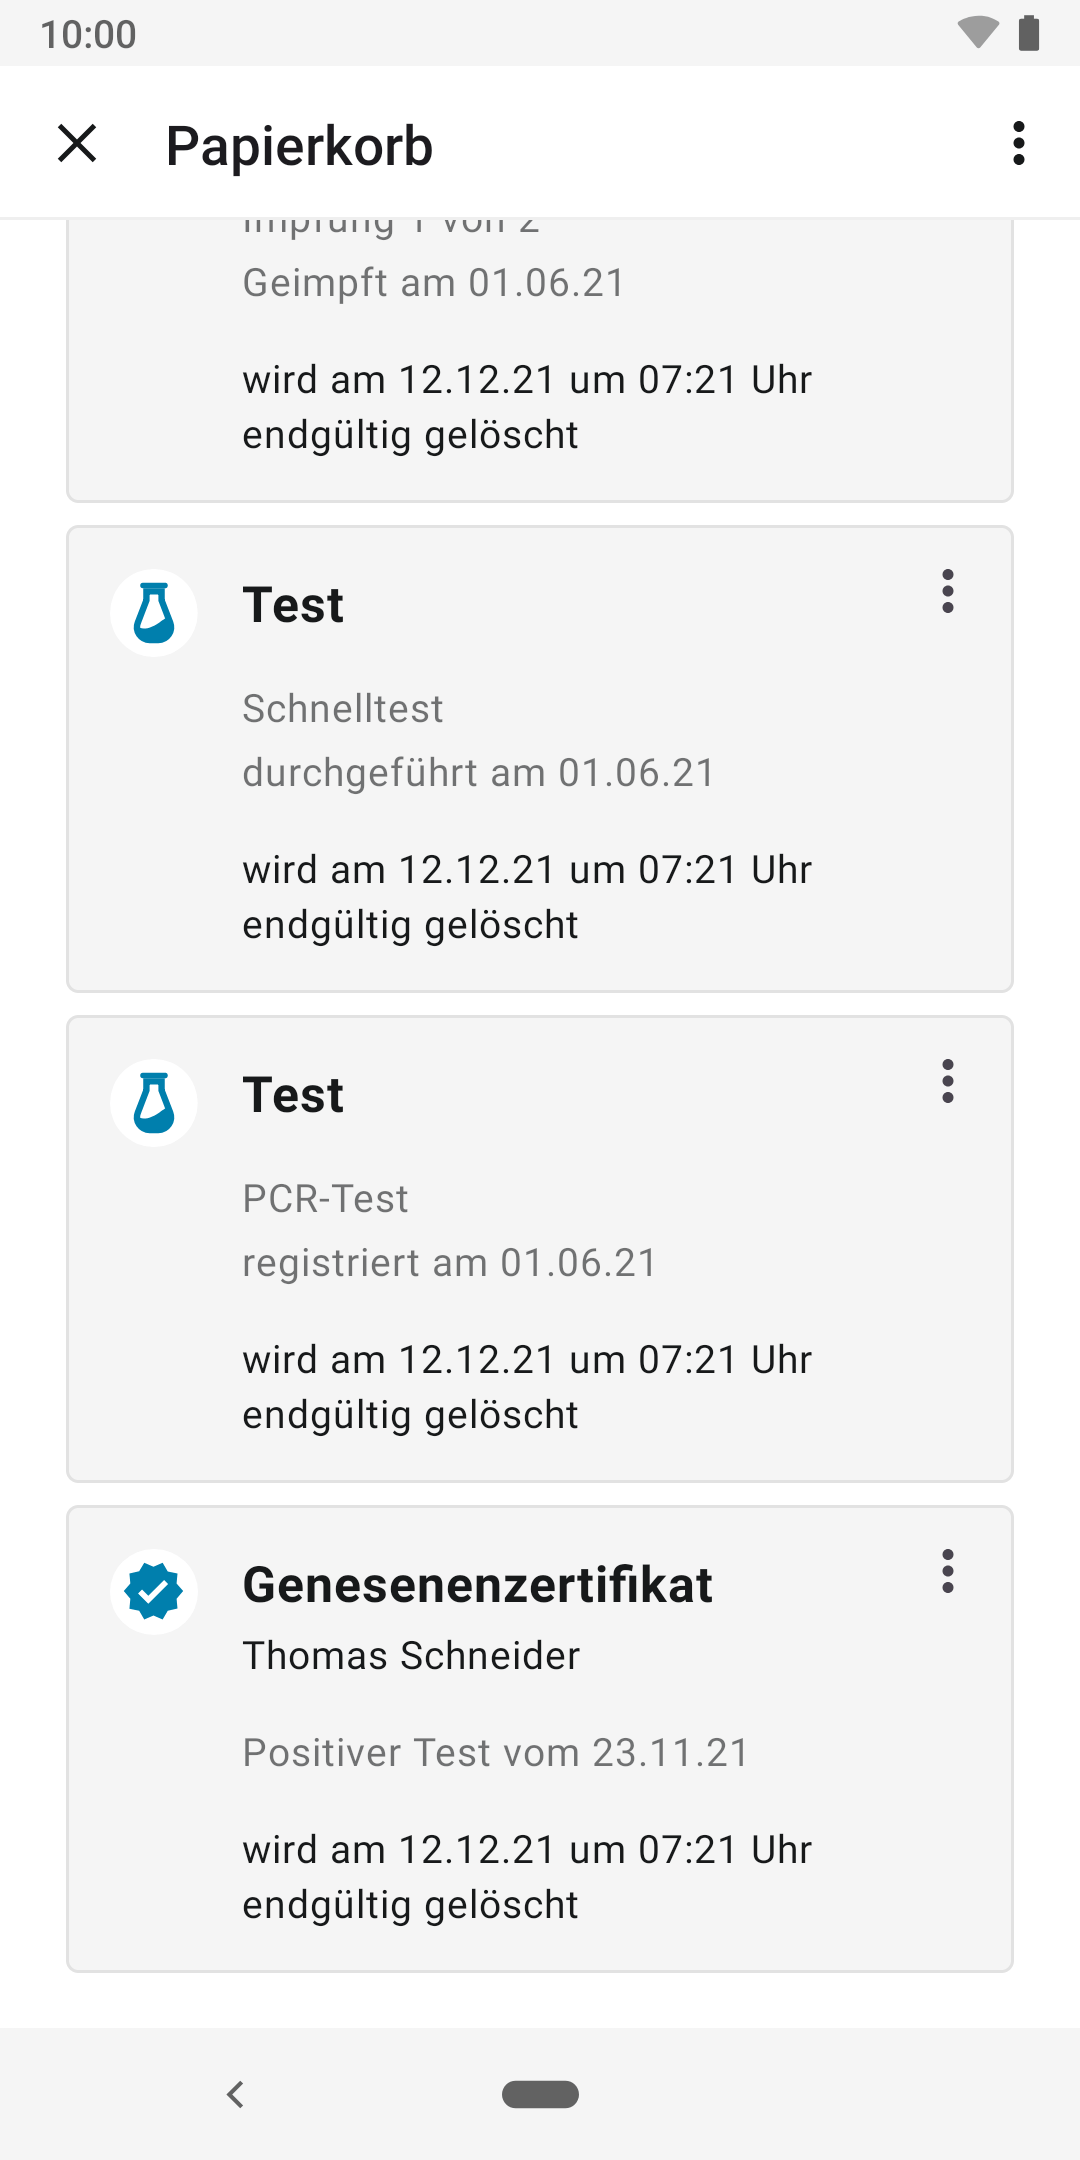 10:00
Papierkorb
Impfung 1 von 2
Geimpft am 01.06.21
wird am 12.12.21 um 07:21 Uhr
endgültig gelöscht
Test
Schnelltest
durchgeführt am 01.06.21
wird am 12.12.21 um 07:21 Uhr
endgültig gelöscht
Test
PCR-Test
registriert am 01.06.21
wird am 12.12.21 um 07:21 Uhr
endgültig gelöscht
Genesenenzertifikat
Thomas Schneider
Positiver Test vom 23.11.21
wird am 12.12.21 um 07:21 Uhr
endgültig gelöscht